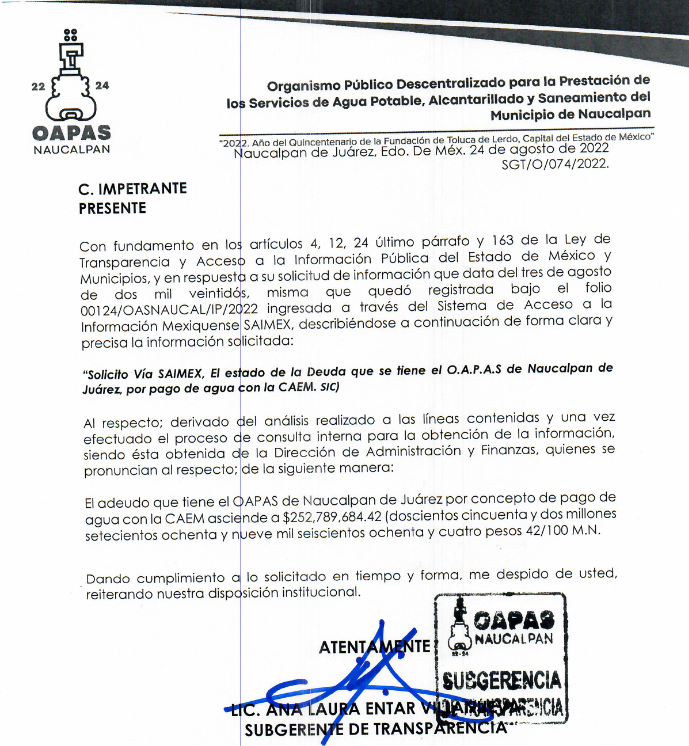 22 24
OAPAS
NAUCALPAN
Organismo Público Descentralizado para la Prestación de
los Servicios de Agua Potable, Alcantarillado y Saneamiento del
Municipio de Naucalpan
"2022. Año del Quincentenario de la Fundación de Toluca de Lerdo, Capital del Estado de México"
Naucalpan de Juárez, Edo. De Méx. 24 de agosto de 2022
SGT/O/074/2022.
C. IMPETRANTE
PRESENTE
Con fundamento en los artículos 4, 12, 24 último párrafo y 163 de la Ley de
Transparencia y Acceso a la Información Pública del Estado de México y
Municipios, y en respuesta a su solicitud de información que data del tres de agosto
de dos mil veintidós, misma que quedó registrada bajo el folio
00124/OASNAUCAL/IP/2022 ingresada a través del Sistema de Acceso a la
Información Mexiquense SAIMEX, describiéndose a continuación de forma clara y
precisa la información solicitada:
"Solicito Vía SAIMEX, El estado de la Deuda que se tiene el O.A.P.A.S de Naucalpan de
Juárez, por pago de agua con la CAEM. SIC)
Al respecto; derivado del análisis realizado a las líneas contenidas y una vez
efectuado el proceso de consulta interna para la obtención de la información,
siendo ésta obtenida de la Dirección de Administración y Finanzas, quienes se
pronuncian al respecto; de la siguiente manera:
El adeudo que tiene el OAPAS de Naucalpan de Juárez por concepto de pago de
agua con la CAEM asciende a $252,789,684.42 (doscientos cincuenta y dos millones
setecientos ochenta y nueve mil seiscientos ochenta y cuatro pesos 42/100 M.N.
Dando cumplimiento a lo solicitado en tiempo y forma, me despido de usted,
reiterando nuestra disposición institucional.
OAPAS
NAUCALPAN
22-24
SUBGERENCIA
TRANSPARENCIA
ATENTAMENTE
LIC. ANA LAURA ENTAR
SUBGERENTE DE TRANSPARENCIA